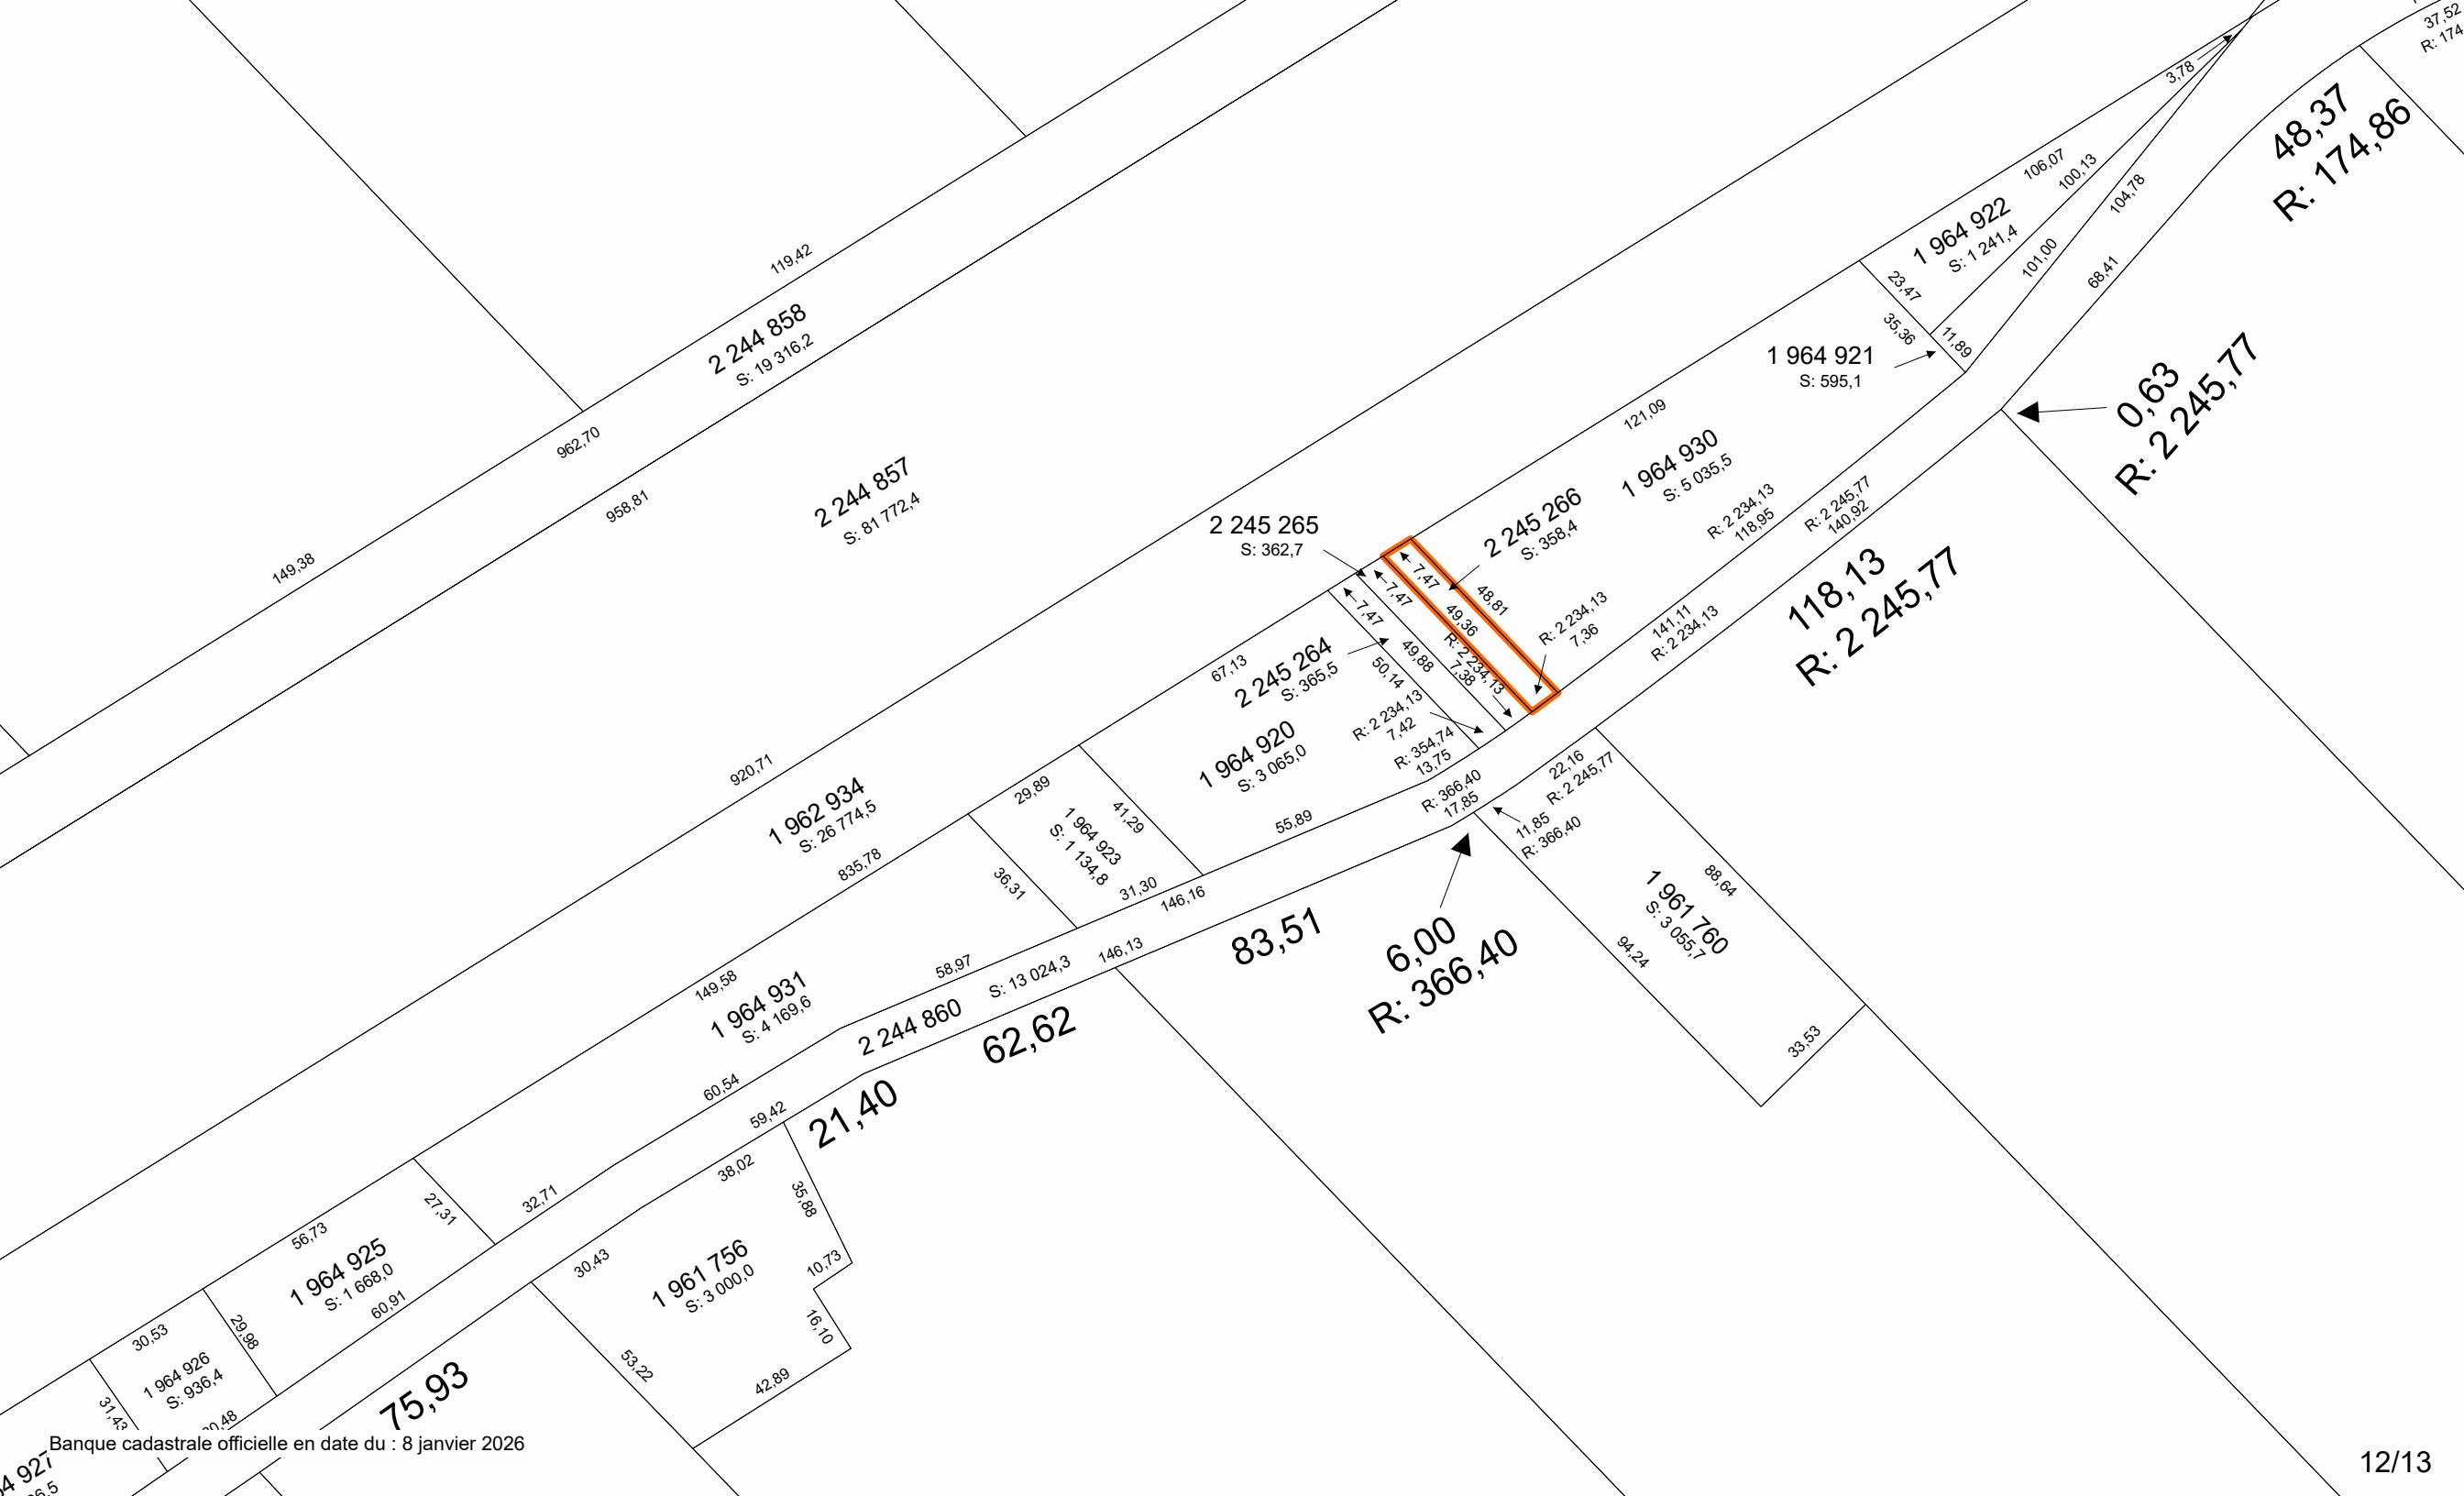 37,52
R: 174
3,78
48,37
R: 174,86
106,07
100,13
104,78
1 964 922
S: 1 241,4
101,00
68,41
23,47
35,36
11,89
1 964 921
S: 595,1
119,42
2 244 858
S: 19 316,2
962,70
958,81
149,38
2 244 857
S: 81 772,4
121,09
1 964 930
S: 5 035,5
0,63
R: 2 245,77
2 245 265
S: 362,7
2 245 266
S: 358,4
R: 2 234,13
118,95
R: 2 245,77
140,92
118,13
R: 2 245,77
7,47
7,47
7,47
48,81
49,36
R: 2 234,13
7,38
R: 2 234,13
7,36
141,11
R: 2 234,13
67,13
2 245 264
S: 365,5
49,88
50,14
R: 2 234,13
7,42
R: 354,74
13,75
1 964 920
S: 3 065,0
R: 366,40
17,85
22,16
R: 2 245,77
11,85
R: 366,40
920,71
1 962 934
S: 26 774,5
835,78
29,89
41,29
1 964 923
S: 1 134,8
55,89
36,31
31,30
146,16
88,64
1 961 760
S: 3 055,7
94,24
33,53
83,51
6,00
R: 366,40
149,58
1 964 931
S: 4 169,6
58,97
146,13
S: 13 024,3
2 244 860
62,62
60,54
59,42
21,40
38,02
35,88
32,71
27,31
56,73
1 964 925
S: 1 668,0
60,91
30,43
1 961 756
S: 3 000,0
10,73
16,10
42,89
53,22
30,53
29,98
1 964 926
S: 936,4
31,43
75,93
Banque cadastrale officielle en date du : 8 janvier 2026
12/13